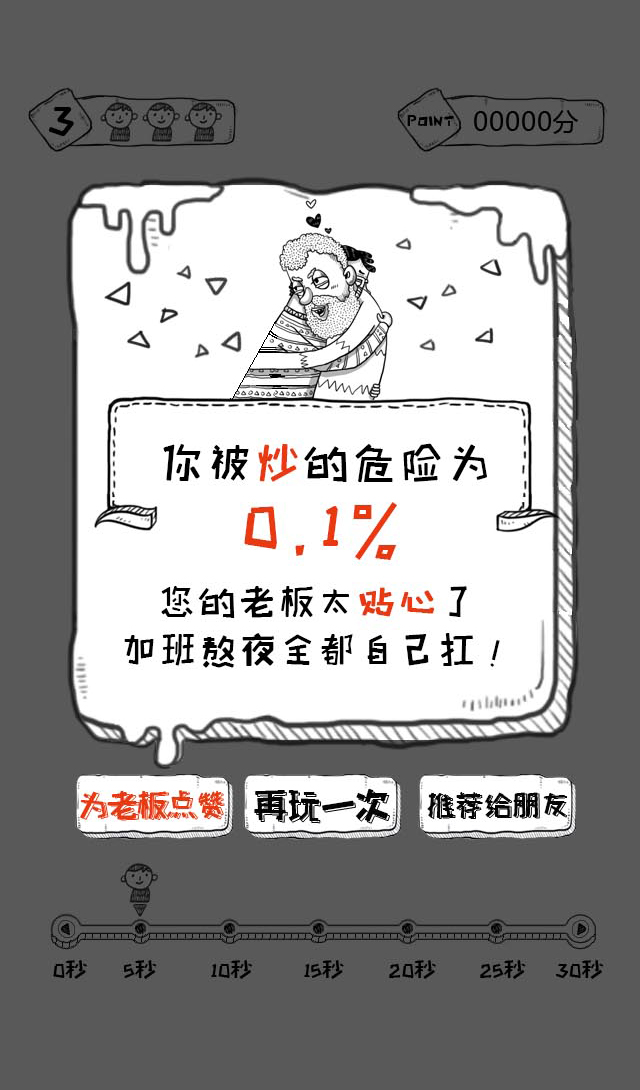 3
POINT 00000分
你被炒的危险为
0.1%
您的老板太贴心了
加班熬夜全都自己扛！
为老板点赞 再玩一次 推荐给朋友
0秒 5秒 10秒 15秒 20秒 25秒 30秒